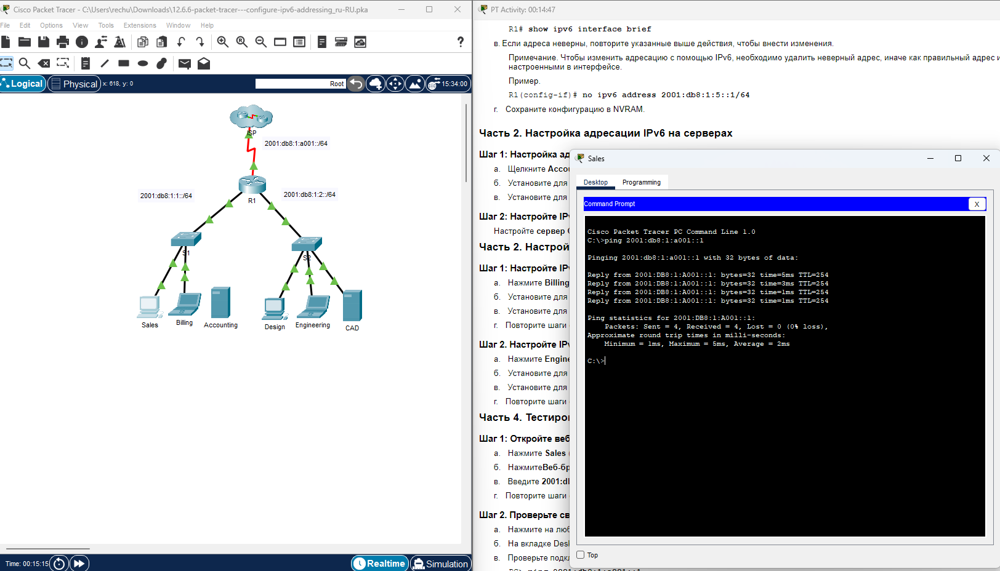 Cisco Packet Tracer - C:\Users\rechu\Downloads\12.6.6-packet-tracer---configure-ipv6-addressing_ru-RU.pka
File Edit Options View Tools Extensions Window Help
Logical Physical x: 618, y: 0 Root 15:34:00
ISP
2001:db8:1:a001::/64
2001:db8:1:1::/64
2001:db8:1:2::/64
R1
S1
S2
Sales
Billing
Accounting
Design
Engineering
CAD
Time: 00:15:15 Realtime Simulation
PT Activity: 00:14:47
R1# show ipv6 interface brief
в. Если адреса неверны, повторите указанные выше действия, чтобы внести изменения.
Примечание. Чтобы изменить адресацию с помощью IPv6, необходимо удалить неверный адрес, иначе как правильный адрес и
настроенными в интерфейсе.
Пример.
R1(config-if)# no ipv6 address 2001:db8:1:5::1/64
г. Сохраните конфигурацию в NVRAM.
Часть 2. Настройка адресации IPv6 на серверах
Шаг 1: Настройка ад
а. Щелкните Accou
б. Установите для
в. Установите для
Шаг 2: Настройте IP
Настройте сервер
Часть 2. Настрой
Шаг 1: Настройте IP
а. Нажмите Billing
б. Установите для
в. Установите для
г. Повторите шаги
Шаг 2. Настройте IP
а. Нажмите Engine
б. Установите для
в. Установите для
г. Повторите шаги
Часть 4. Тестиро
Шаг 1: Откройте веб
а. Нажмите Sales (
б. НажмитеВеб-бр
в. Введите 2001:d
г. Повторите шаги
Шаг 2. Проверьте св
а. Нажмите на лю
б. На вкладке Des
в. Проверьте подк
Sales
Desktop Programming
Command Prompt X
Cisco Packet Tracer PC Command Line 1.0
C:\>ping 2001:db8:1:a001::1
Pinging 2001:db8:1:a001::1 with 32 bytes of data:
Reply from 2001:DB8:1:A001::1: bytes=32 time=5ms TTL=254
Reply from 2001:DB8:1:A001::1: bytes=32 time=3ms TTL=254
Reply from 2001:DB8:1:A001::1: bytes=32 time=1ms TTL=254
Reply from 2001:DB8:1:A001::1: bytes=32 time=1ms TTL=254
Ping statistics for 2001:DB8:1:A001::1:
Packets: Sent = 4, Received = 4, Lost = 0 (0% loss),
Approximate round trip times in milli-seconds:
Minimum = 1ms, Maximum = 5ms, Average = 2ms
C:\>
Top